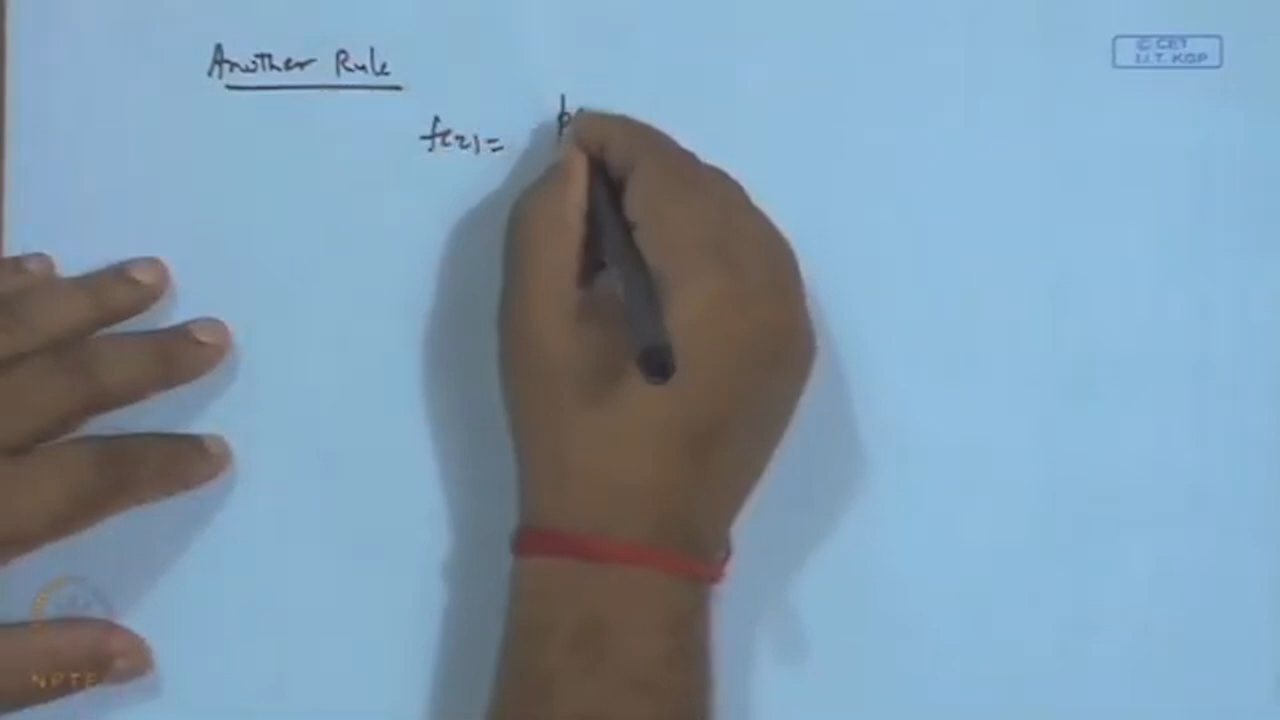 Another Rule
© CET
I.I.T. KGP
f(z) = φ
NPTEL